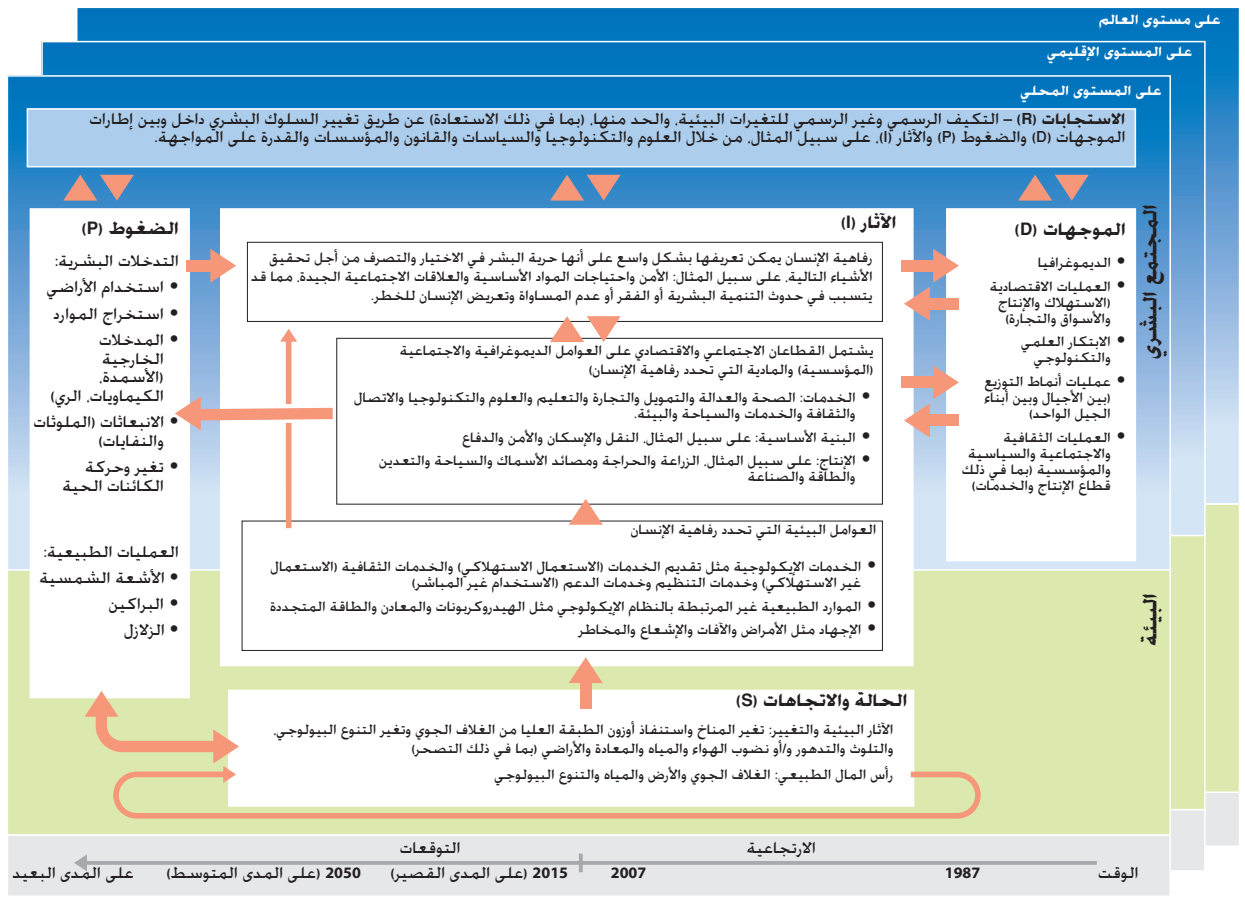 على مستوى العالم
على المستوى الإقليمي
على المستوى المحلي
الاستجابات (R) – التكيف الرسمي وغير الرسمي للتغيرات البيئية، والحد منها، (بما في ذلك الاستعادة) عن طريق تغيير السلوك البشري داخل وبين إطارات
الموجهات (D) والضغوط (P) والآثار (I)، على سبيل المثال، من خلال العلوم والتكنولوجيا والسياسات والقانون والمؤسسات والقدرة على المواجهة.
المجتمع البشري
الموجهات (D)
• الديموغرافيا
• العمليات الاقتصادية
(الاستهلاك والإنتاج
والأسواق والتجارة)
• الابتكار العلمي
والتكنولوجي
• عمليات أنماط التوزيع
(بين الأجيال وبين أبناء
الجيل الواحد)
• العمليات الثقافية
والاجتماعية والسياسية
والمؤسسية (بما في ذلك
قطاع الإنتاج والخدمات)
الآثار (I)
رفاهية الإنسان يمكن تعريفها بشكل واسع على أنها حرية البشر في الاختيار والتصرف من أجل تحقيق
الأشياء التالية، على سبيل المثال: الأمن واحتياجات المواد الأساسية والعلاقات الاجتماعية الجيدة، مما قد
يتسبب في حدوث التنمية البشرية أو الفقر أو عدم المساواة وتعريض الإنسان للخطر.
يشتمل القطاعان الاجتماعي والاقتصادي على العوامل الديموغرافية والاجتماعية
(المؤسسية) والمادية التي تحدد رفاهية الإنسان)
• الخدمات: الصحة والعدالة والتمويل والتجارة والتعليم والعلوم والتكنولوجيا والاتصال
والثقافة والخدمات والسياحة والبيئة.
• البنية الأساسية: على سبيل المثال، النقل والإسكان والأمن والدفاع
• الإنتاج: على سبيل المثال، الزراعة والحراجة ومصائد الأسماك والسياحة والتعدين
والطاقة والصناعة
العوامل البيئية التي تحدد رفاهية الإنسان
• الخدمات الإيكولوجية مثل تقديم الخدمات (الاستعمال الاستهلاكي) والخدمات الثقافية (الاستعمال
غير الاستهلاكي) وخدمات التنظيم وخدمات الدعم (الاستخدام غير المباشر)
• الموارد الطبيعية غير المرتبطة بالنظام الإيكولوجي مثل الهيدروكربونات والمعادن والطاقة المتجددة
• الإجهاد مثل الأمراض والآفات والإشعاع والمخاطر
الضغوط (P)
التدخلات البشرية:
• استخدام الأراضي
• استخراج الموارد
• المدخلات
الخارجية
(الأسمدة،
الكيماويات، الري)
• الانبعاثات (الملوثات
والنفايات)
• تغير وحركة
الكائنات الحية
العمليات الطبيعية:
• الأشعة الشمسية
• البراكين
• الزلازل
البيئة
الحالة والاتجاهات (S)
الآثار البيئية والتغيير: تغير المناخ واستنفاذ أوزون الطبقة العليا من الغلاف الجوي وتغير التنوع البيولوجي،
والتلوث والتدهور و/أو نضوب الهواء والمياه والمعادة والأراضي (بما في ذلك التصحر)
رأس المال الطبيعي: الغلاف الجوي والأرض والمياه والتنوع البيولوجي
الارتجاعية
التوقعات
الوقت
1987
2007
2015 (على المدى القصير)
2050 (على المدى المتوسط)
على المدى البعيد